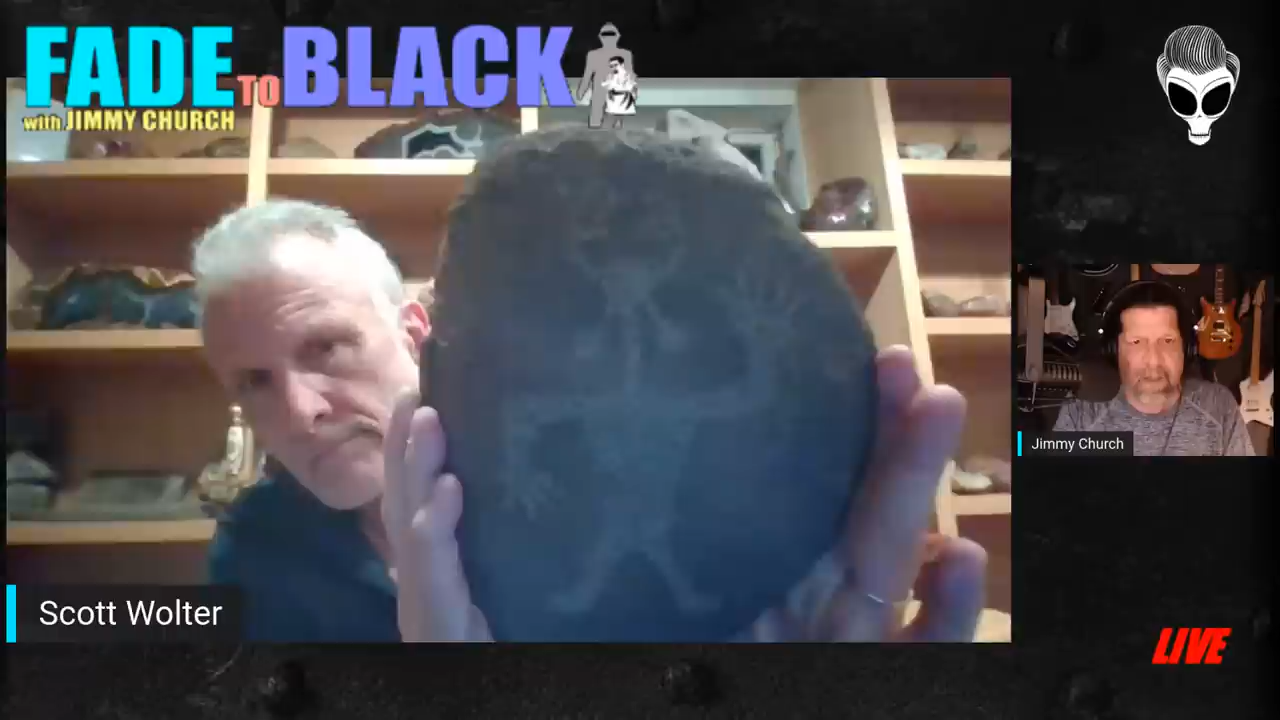 FADE TO BLACK
with JIMMY CHURCH
Jimmy Church
Scott Wolter
LIVE